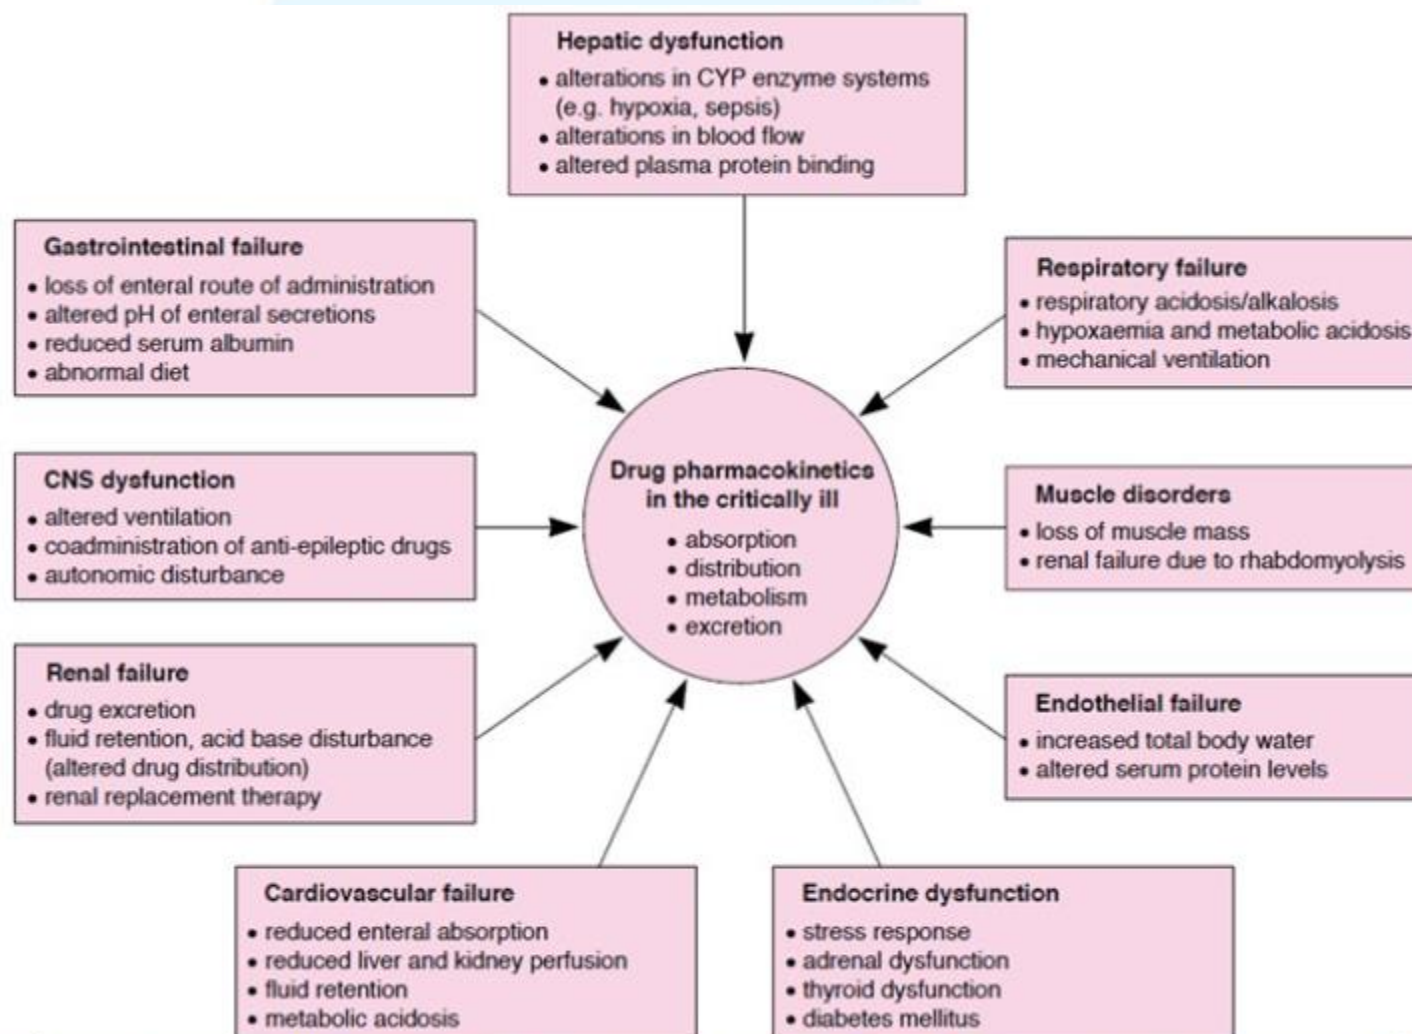 Hepatic dysfunction
• alterations in CYP enzyme systems
(e.g. hypoxia, sepsis)
• alterations in blood flow
• altered plasma protein binding
Gastrointestinal failure
• loss of enteral route of administration
• altered pH of enteral secretions
• reduced serum albumin
• abnormal diet
Respiratory failure
• respiratory acidosis/alkalosis
• hypoxaemia and metabolic acidosis
• mechanical ventilation
CNS dysfunction
• altered ventilation
• coadministration of anti-epileptic drugs
• autonomic disturbance
Drug pharmacokinetics
in the critically ill
• absorption
• distribution
• metabolism
• excretion
Muscle disorders
• loss of muscle mass
• renal failure due to rhabdomyolysis
Renal failure
• drug excretion
• fluid retention, acid base disturbance
(altered drug distribution)
• renal replacement therapy
Endothelial failure
• increased total body water
• altered serum protein levels
Cardiovascular failure
• reduced enteral absorption
• reduced liver and kidney perfusion
• fluid retention
• metabolic acidosis
Endocrine dysfunction
• stress response
• adrenal dysfunction
• thyroid dysfunction
• diabetes mellitus